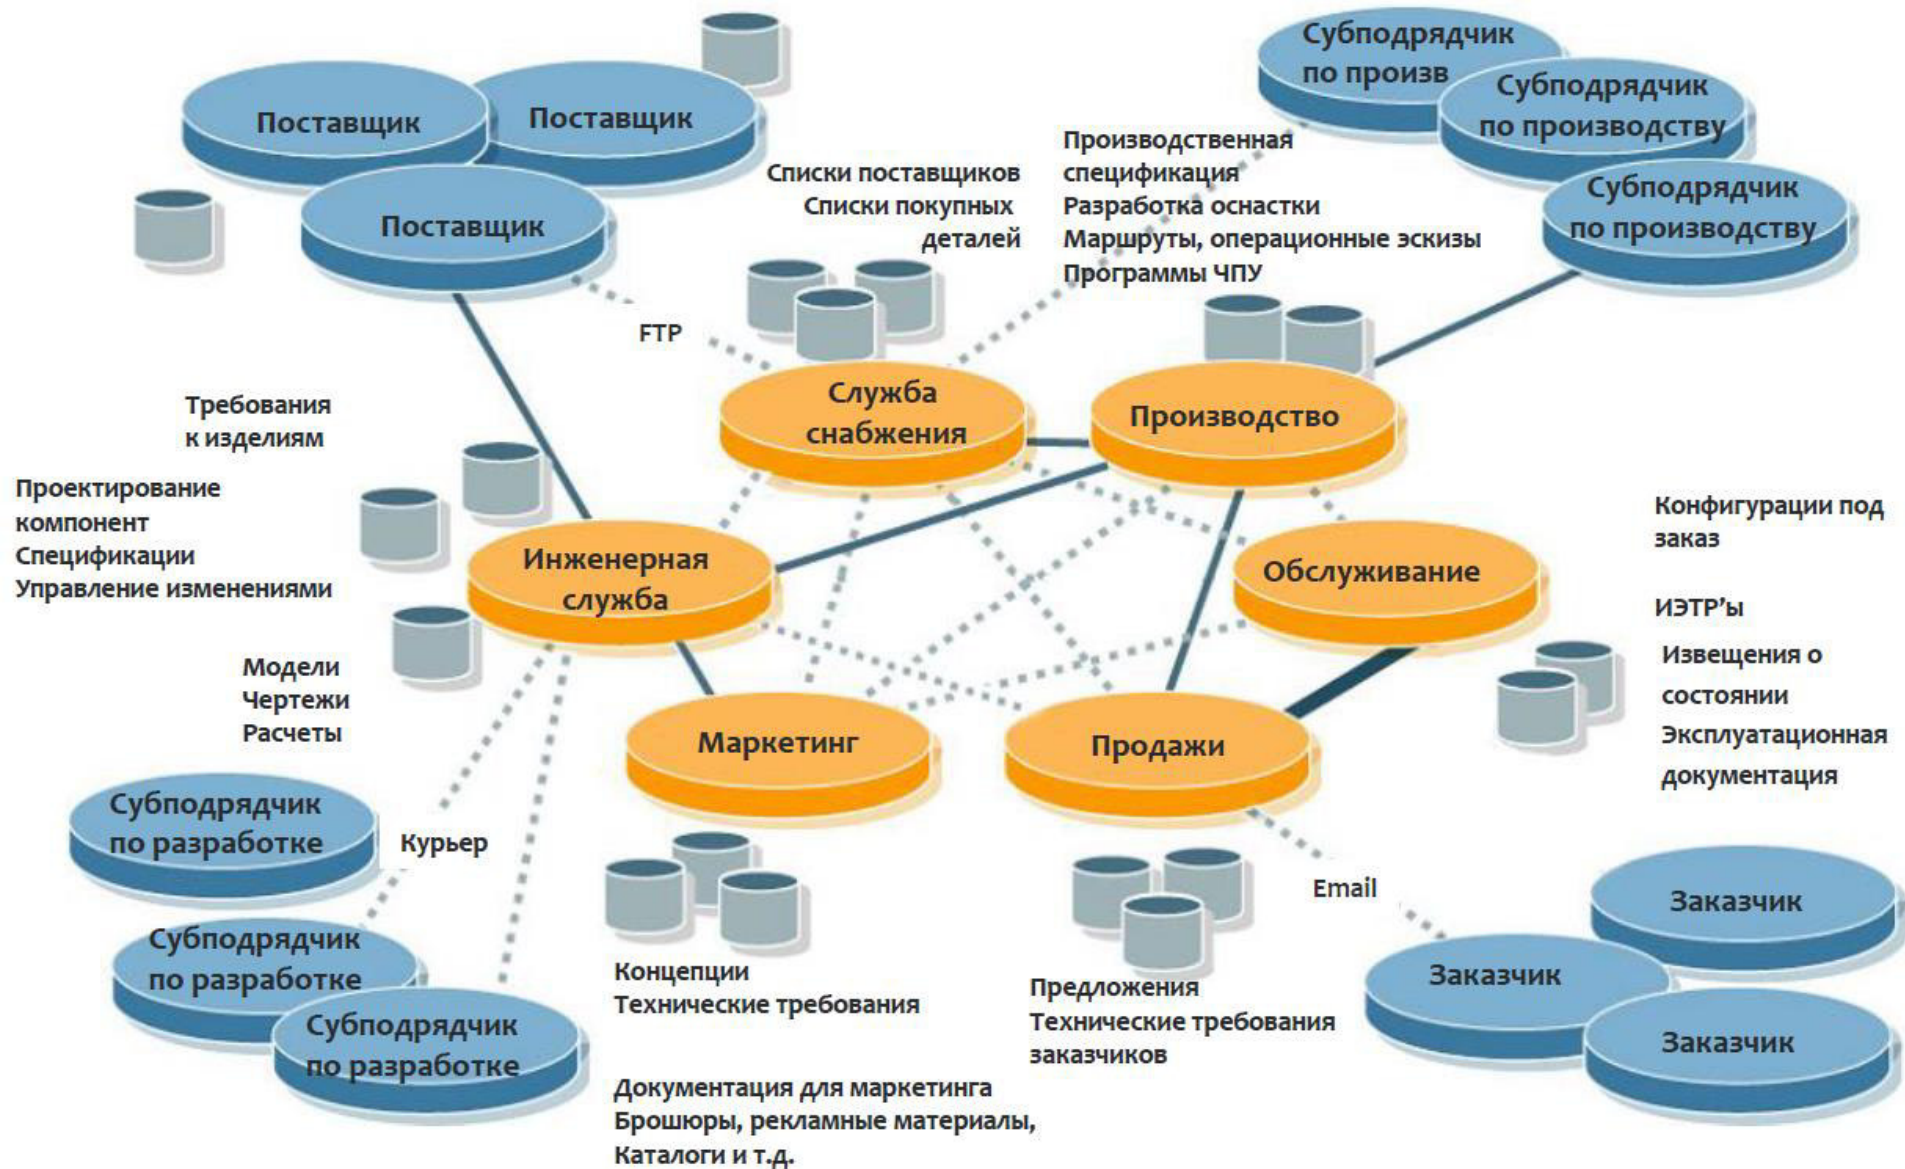 Субподрядчик
по произв
Поставщик
Поставщик
Субподрядчик
по производству
Производственная
спецификация
Разработка оснастки
Маршруты, операционные эскизы
Программы ЧПУ
Списки поставщиков
Списки покупных
деталей
Субподрядчик
по производству
Поставщик
FTP
Служба
снабжения
Производство
Требования
к изделиям
Проектирование
компонент
Спецификации
Управление изменениями
Инженерная
служба
Обслуживание
Конфигурации под
заказ
ИЭТР’ы
Извещения о
состоянии
Эксплуатационная
документация
Модели
Чертежи
Расчеты
Маркетинг
Продажи
Субподрядчик
по разработке
Курьер
Email
Субподрядчик
по разработке
Субподрядчик
по разработке
Концепции
Технические требования
Документация для маркетинга
Брошюры, рекламные материалы,
Каталоги и т.д.
Предложения
Технические требования
заказчиков
Заказчик
Заказчик
Заказчик